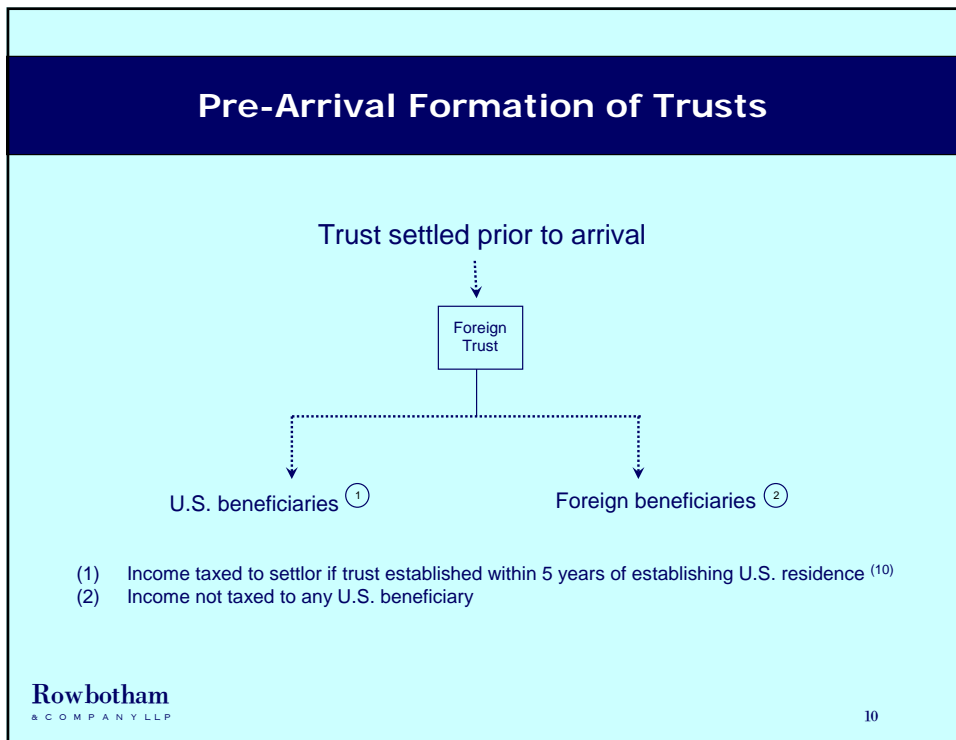 Pre-Arrival Formation of Trusts
Trust settled prior to arrival
Foreign
Trust
U.S. beneficiaries 1
Foreign beneficiaries 2
(1) Income taxed to settlor if trust established within 5 years of establishing U.S. residence (10)
(2) Income not taxed to any U.S. beneficiary
Rowbotham
& COMPANY LLP
10